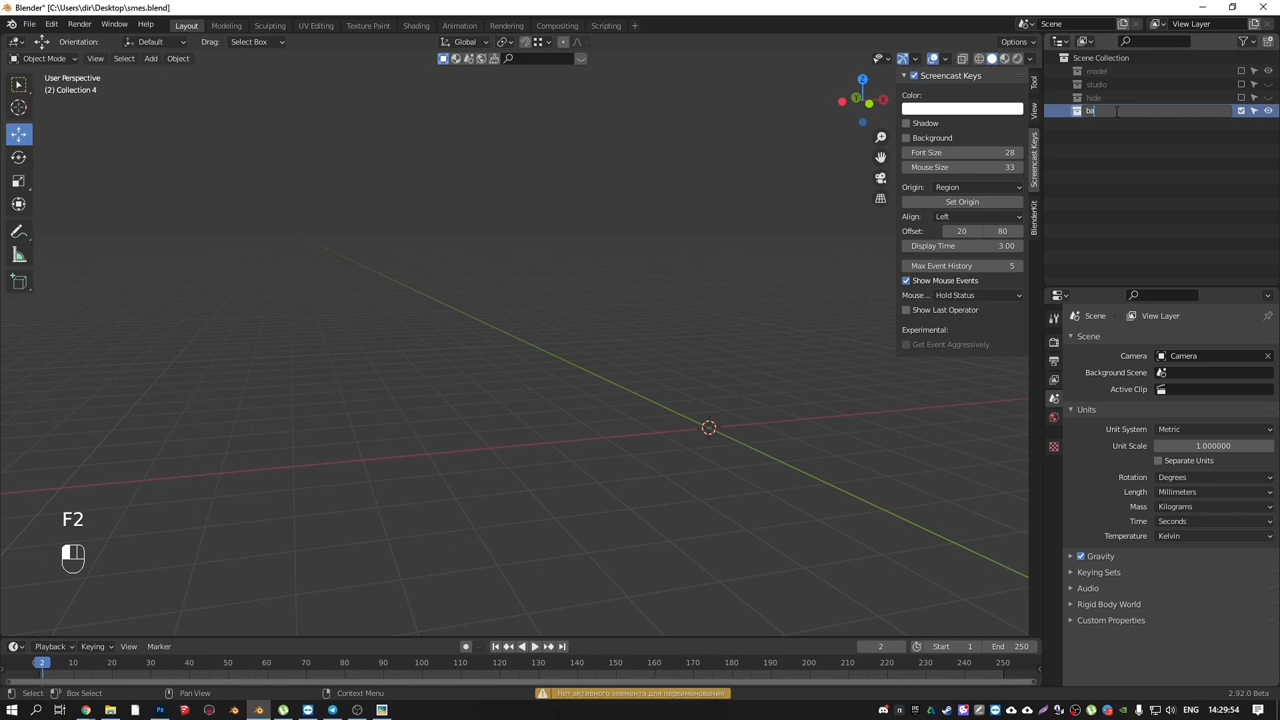 Blender* [C:\Users\dir\Desktop\smes.blend]
File Edit Render Window Help Layout Modeling Sculpting UV Editing Texture Paint Shading Animation Rendering Compositing Scripting Scene View Layer
Orientation: Default Drag: Select Box Global Options
Object Mode View Select Add Object
User Perspective
(2) Collection 4
Z
Y
X
Screencast Keys
Color:
Shadow
Background
Font Size 28
Mouse Size 33
Origin: Region
Set Origin
Align: Left
Offset: 20 80
Display Time 3.00
Max Event History 5
Show Mouse Events
Mouse ... Hold Status
Show Last Operator
Experimental:
Get Event Aggressively
Tool
View
Screencast Keys
BlenderKit
Scene Collection
model
studio
hide
ba
Scene View Layer
Scene
Camera Camera
Background Scene
Active Clip
Units
Unit System Metric
Unit Scale 1.000000
Separate Units
Rotation Degrees
Length Millimeters
Mass Kilograms
Time Seconds
Temperature Kelvin
Gravity
Keying Sets
Audio
Rigid Body World
Custom Properties
F2
Playback Keying View Marker 2 Start 1 End 250
2 10 20 30 40 50 60 70 80 90 100 110 120 130 140 150 160 170 180 190 200 210 220 230 240 250
Select Box Select Pan View Context Menu Нет активного элемента для переименования 2.92.0 Beta
ENG 14:29:54